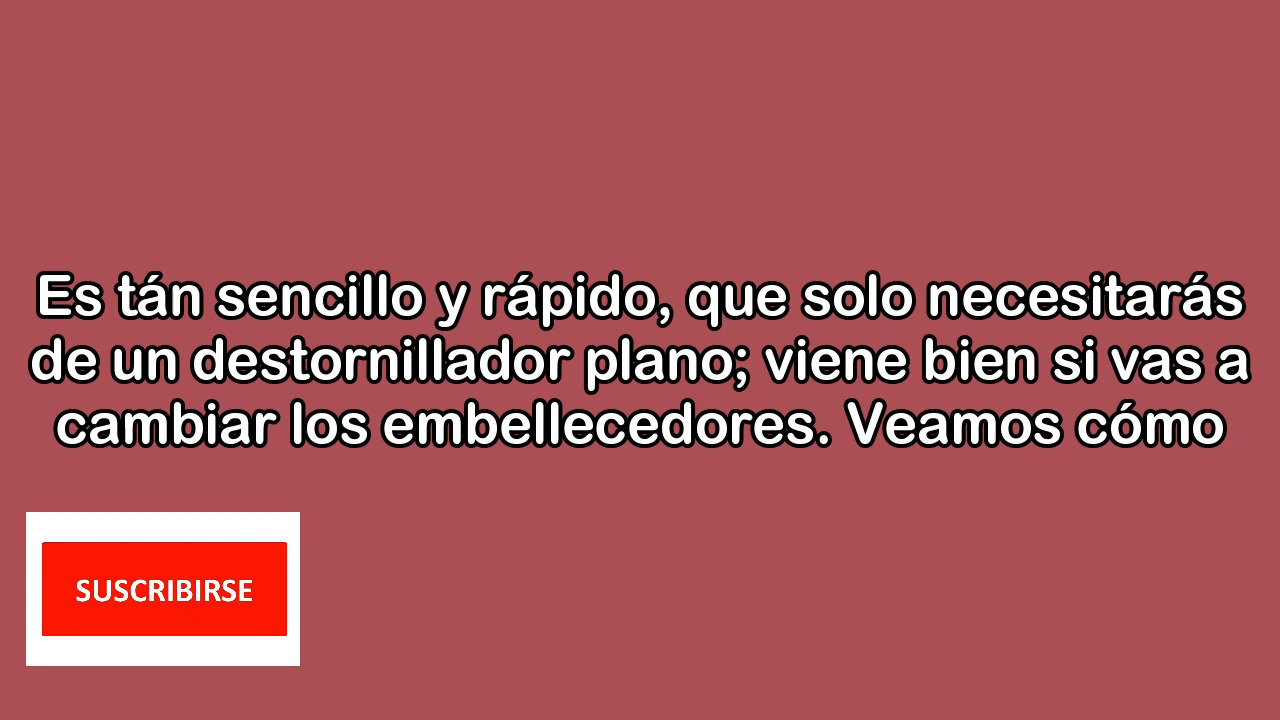 Es tán sencillo y rápido, que solo necesitarás
de un destornillador plano; viene bien si vas a
cambiar los embellecedores. Veamos cómo
SUSCRIBIRSE